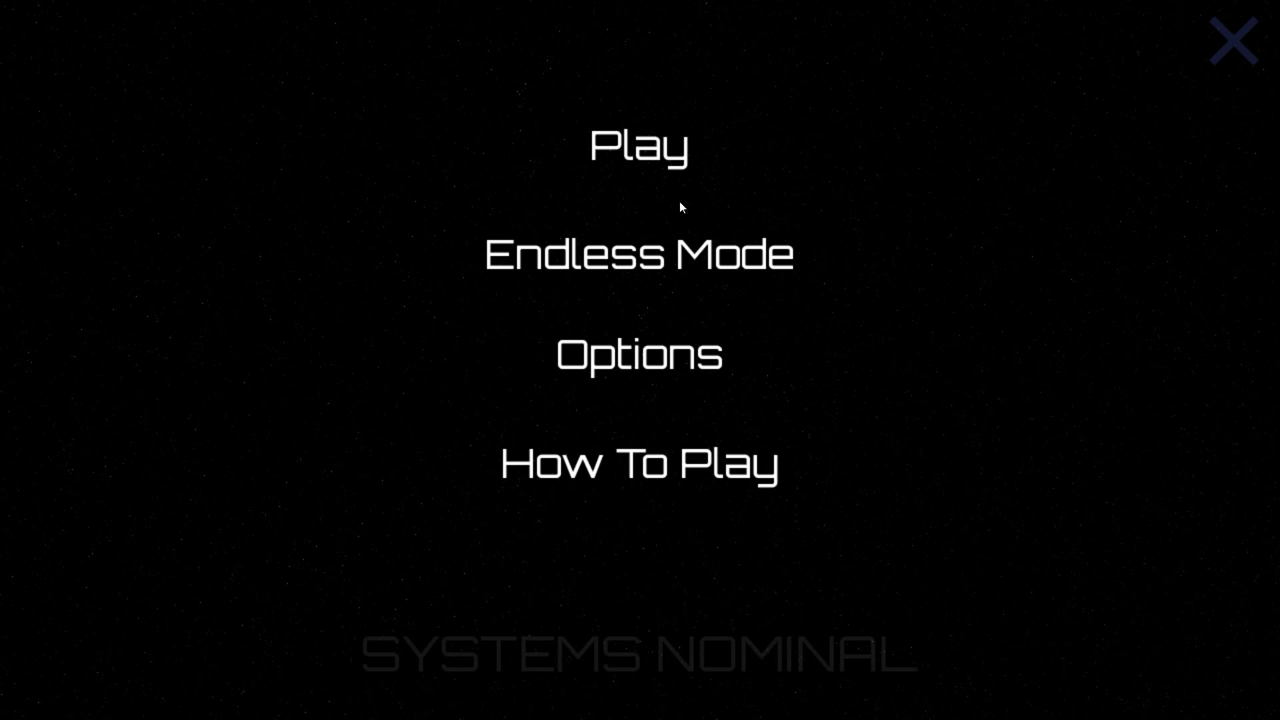 Play
Endless Mode
Options
How To Play
SYSTEMS NOMINAL